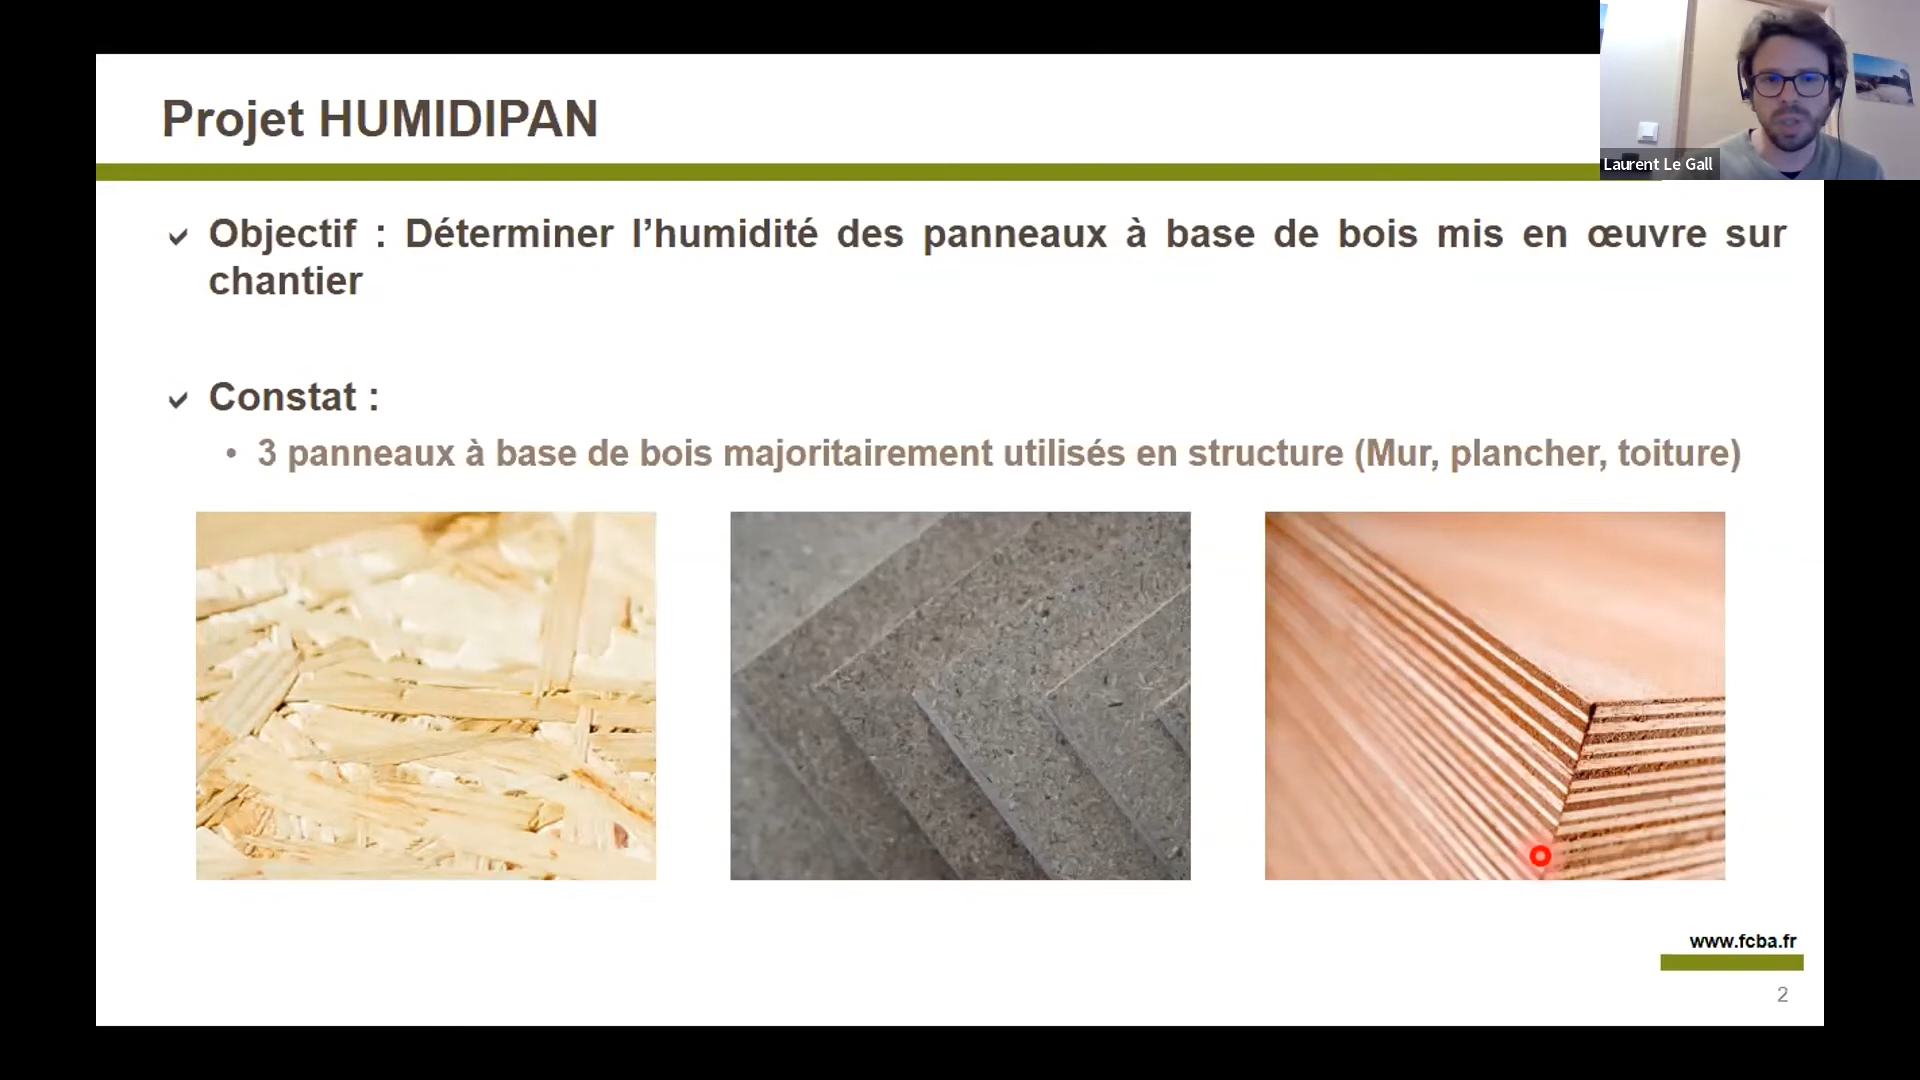 Projet HUMIDIPAN
Laurent Le Gall
Objectif : Déterminer l’humidité des panneaux à base de bois mis en œuvre sur
chantier
Constat :
• 3 panneaux à base de bois majoritairement utilisés en structure (Mur, plancher, toiture)
www.fcba.fr
2